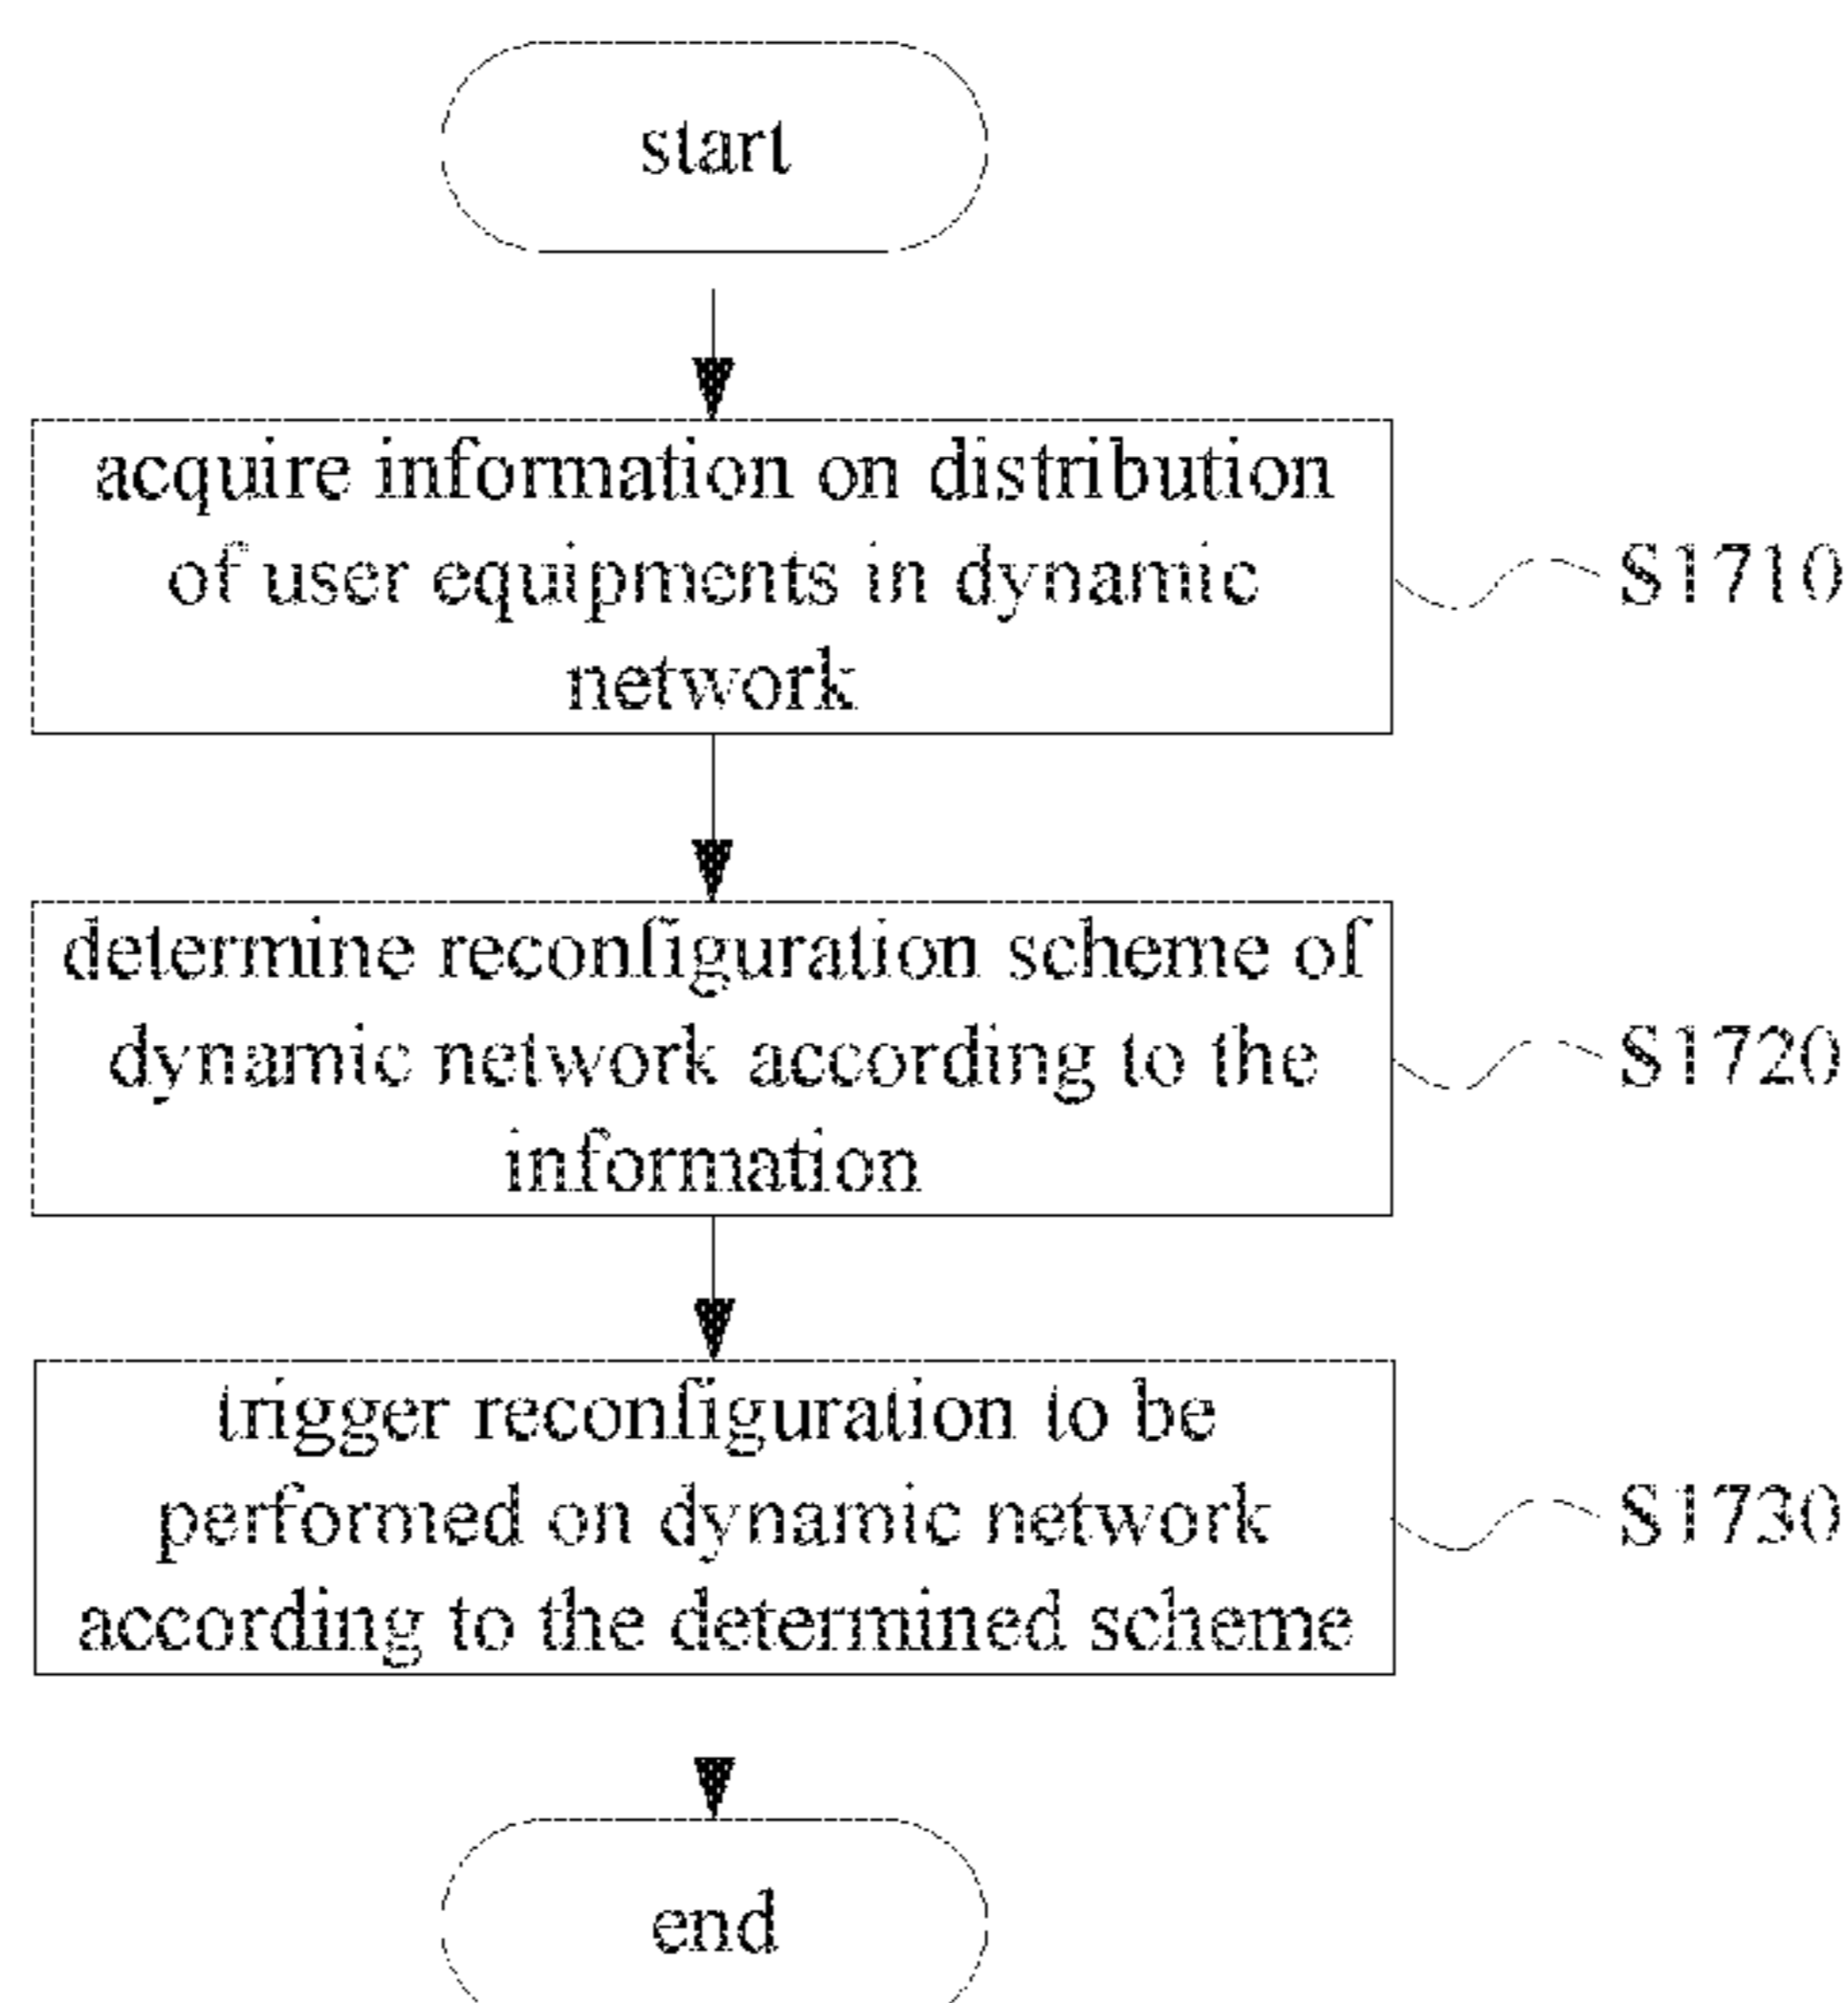 start
acquire information on distribution
of user equipments in dynamic
network
S1710
determine reconfiguration scheme of
dynamic network according to the
information
S1720
trigger reconfiguration to be
performed on dynamic network
according to the determined scheme
S1730
end